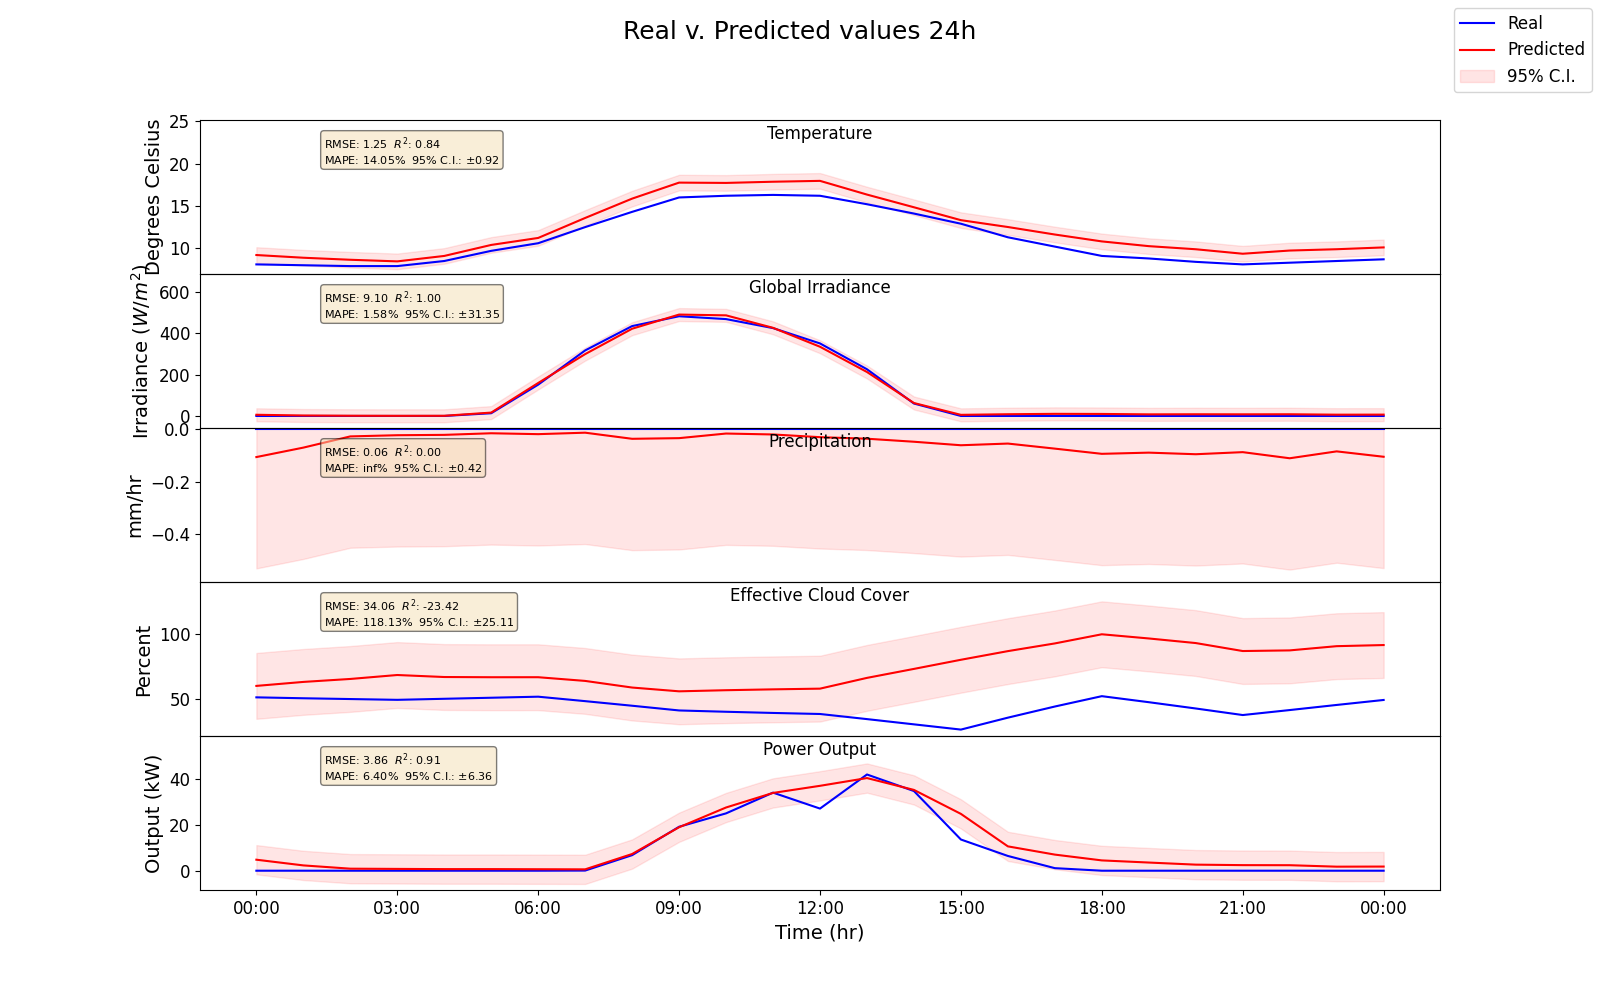 Real v. Predicted values 24h
Real
Predicted
95% C.I.
Temperature
Degrees Celsius
25
20
15
10
RMSE: 1.25 R²: 0.84
MAPE: 14.05% 95% C.I.: ±0.92
Global Irradiance
Irradiance (W/m²)
600
400
200
0
RMSE: 9.10 R²: 1.00
MAPE: 1.58% 95% C.I.: ±31.35
Precipitation
mm/hr
0.0
−0.2
−0.4
RMSE: 0.06 R²: 0.00
MAPE: inf% 95% C.I.: ±0.42
Effective Cloud Cover
Percent
100
50
RMSE: 34.06 R²: -23.42
MAPE: 118.13% 95% C.I.: ±25.11
Power Output
Output (kW)
40
20
0
RMSE: 3.86 R²: 0.91
MAPE: 6.40% 95% C.I.: ±6.36
00:00 03:00 06:00 09:00 12:00 15:00 18:00 21:00 00:00
Time (hr)